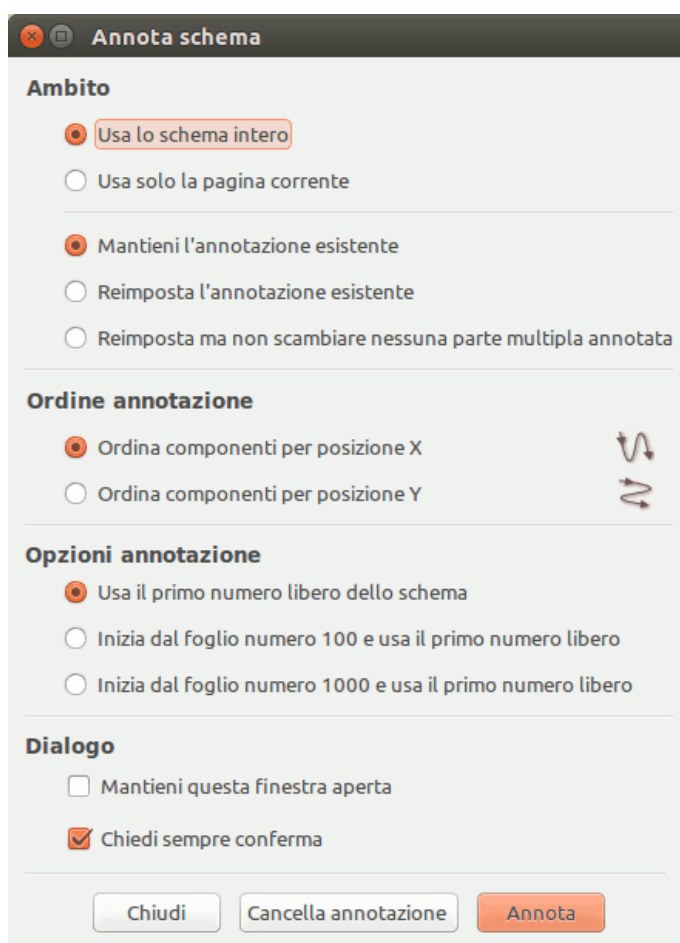 Annota schema
Ambito
Usa lo schema intero
Usa solo la pagina corrente
Mantieni l'annotazione esistente
Reimposta l'annotazione esistente
Reimposta ma non scambiare nessuna parte multipla annotata
Ordine annotazione
Ordina componenti per posizione X
Ordina componenti per posizione Y
Opzioni annotazione
Usa il primo numero libero dello schema
Inizia dal foglio numero 100 e usa il primo numero libero
Inizia dal foglio numero 1000 e usa il primo numero libero
Dialogo
Mantieni questa finestra aperta
Chiedi sempre conferma
Chiudi Cancella annotazione Annota